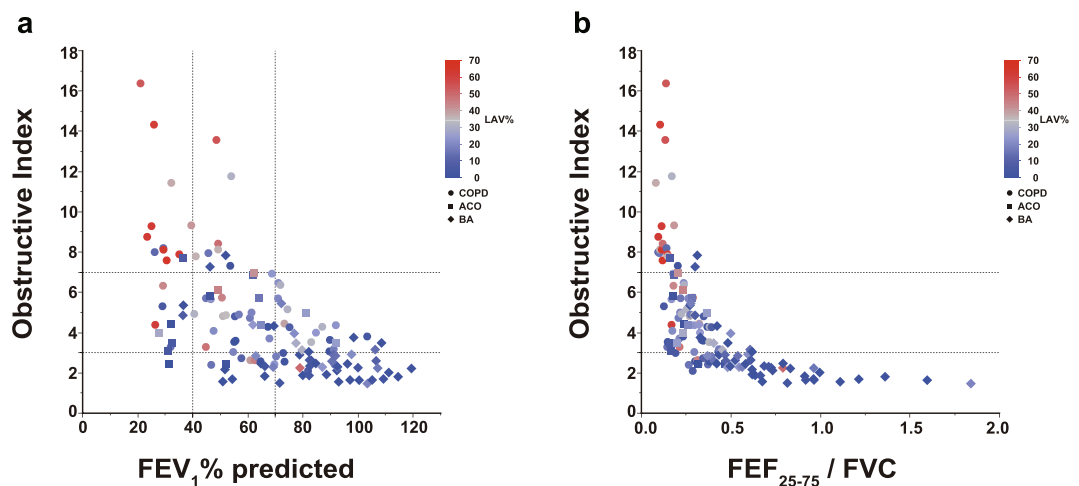 a
b
18
16
14
12
10
8
6
4
2
0
0 20 40 60 80 100 120
Obstructive Index
FEV1% predicted
70
60
50
40
30
20
10
0
LAV%
COPD
ACO
BA
18
16
14
12
10
8
6
4
2
0
0.0 0.5 1.0 1.5 2.0
Obstructive Index
FEF25-75 / FVC
70
60
50
40
30
20
10
0
LAV%
COPD
ACO
BA